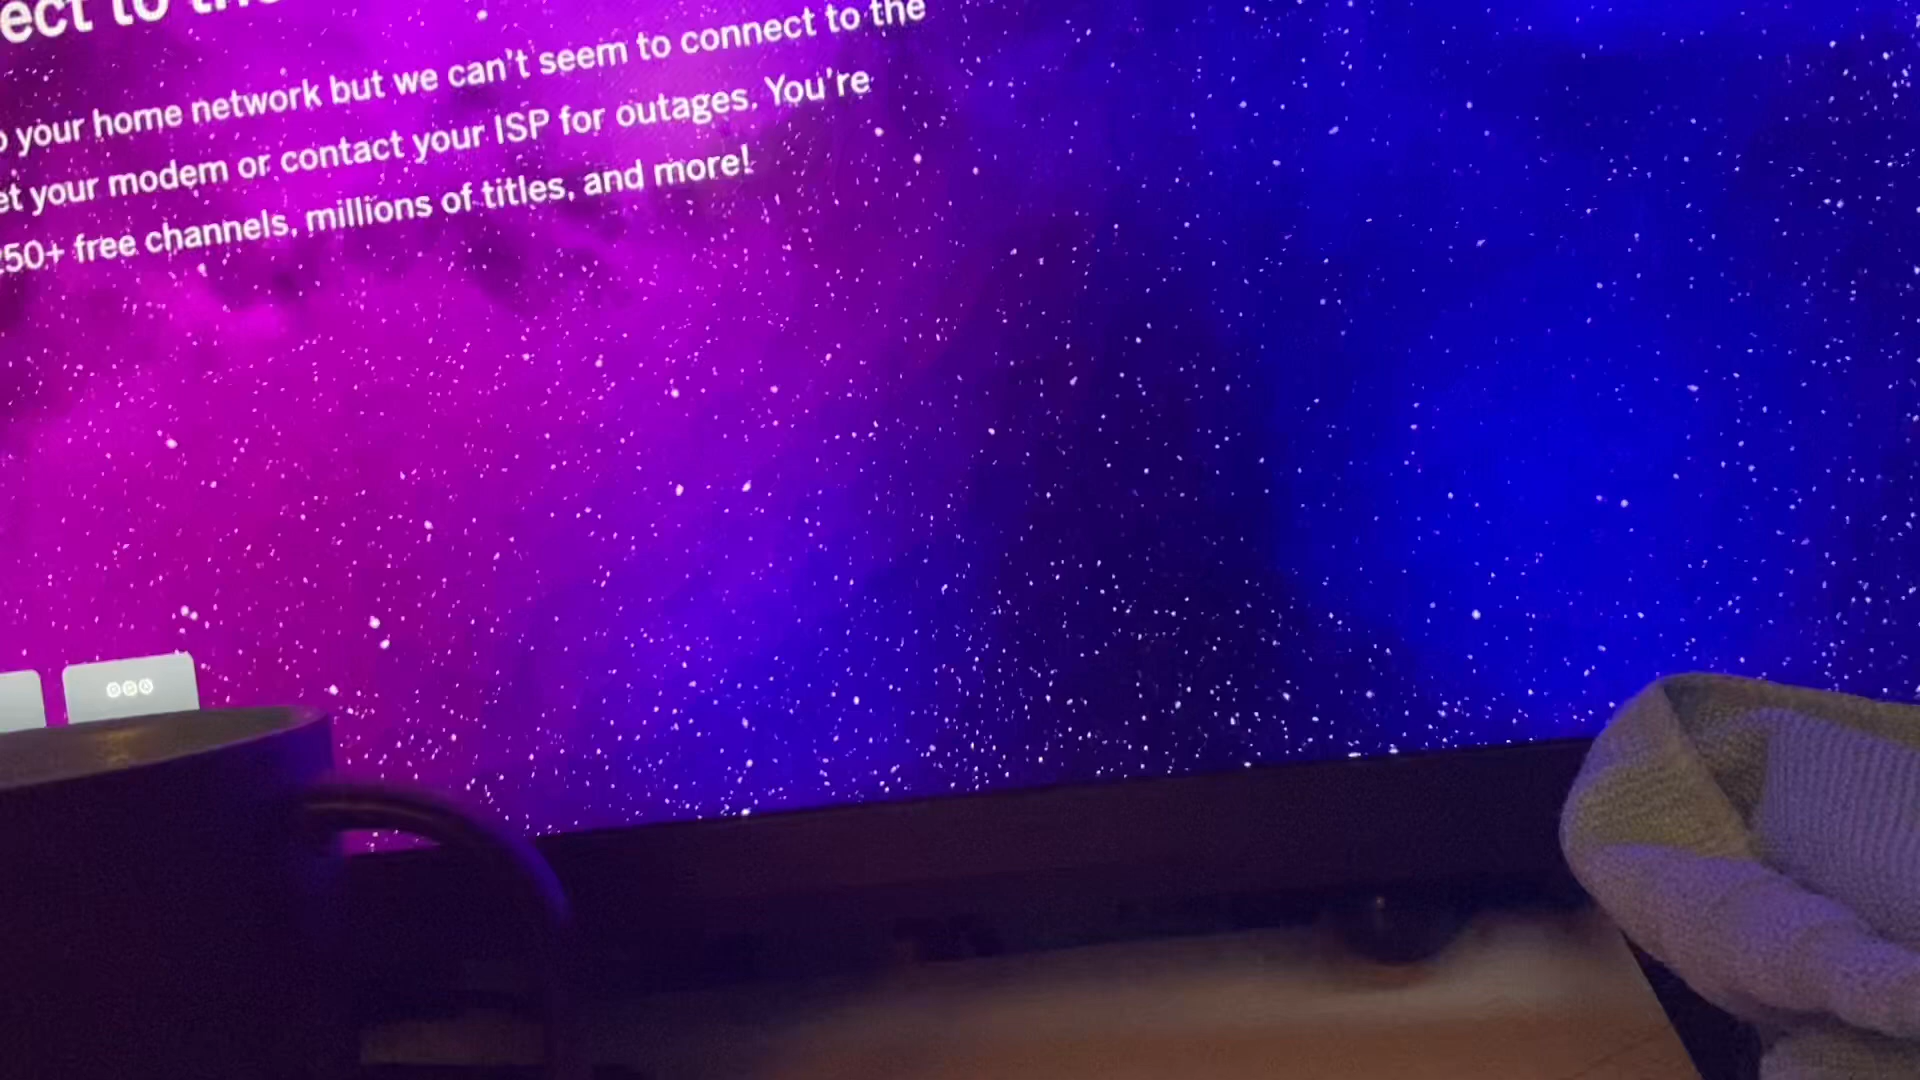 ect to the
your home network but we can't seem to connect to the
et your modem or contact your ISP for outages. You're
50+ free channels, millions of titles, and more!